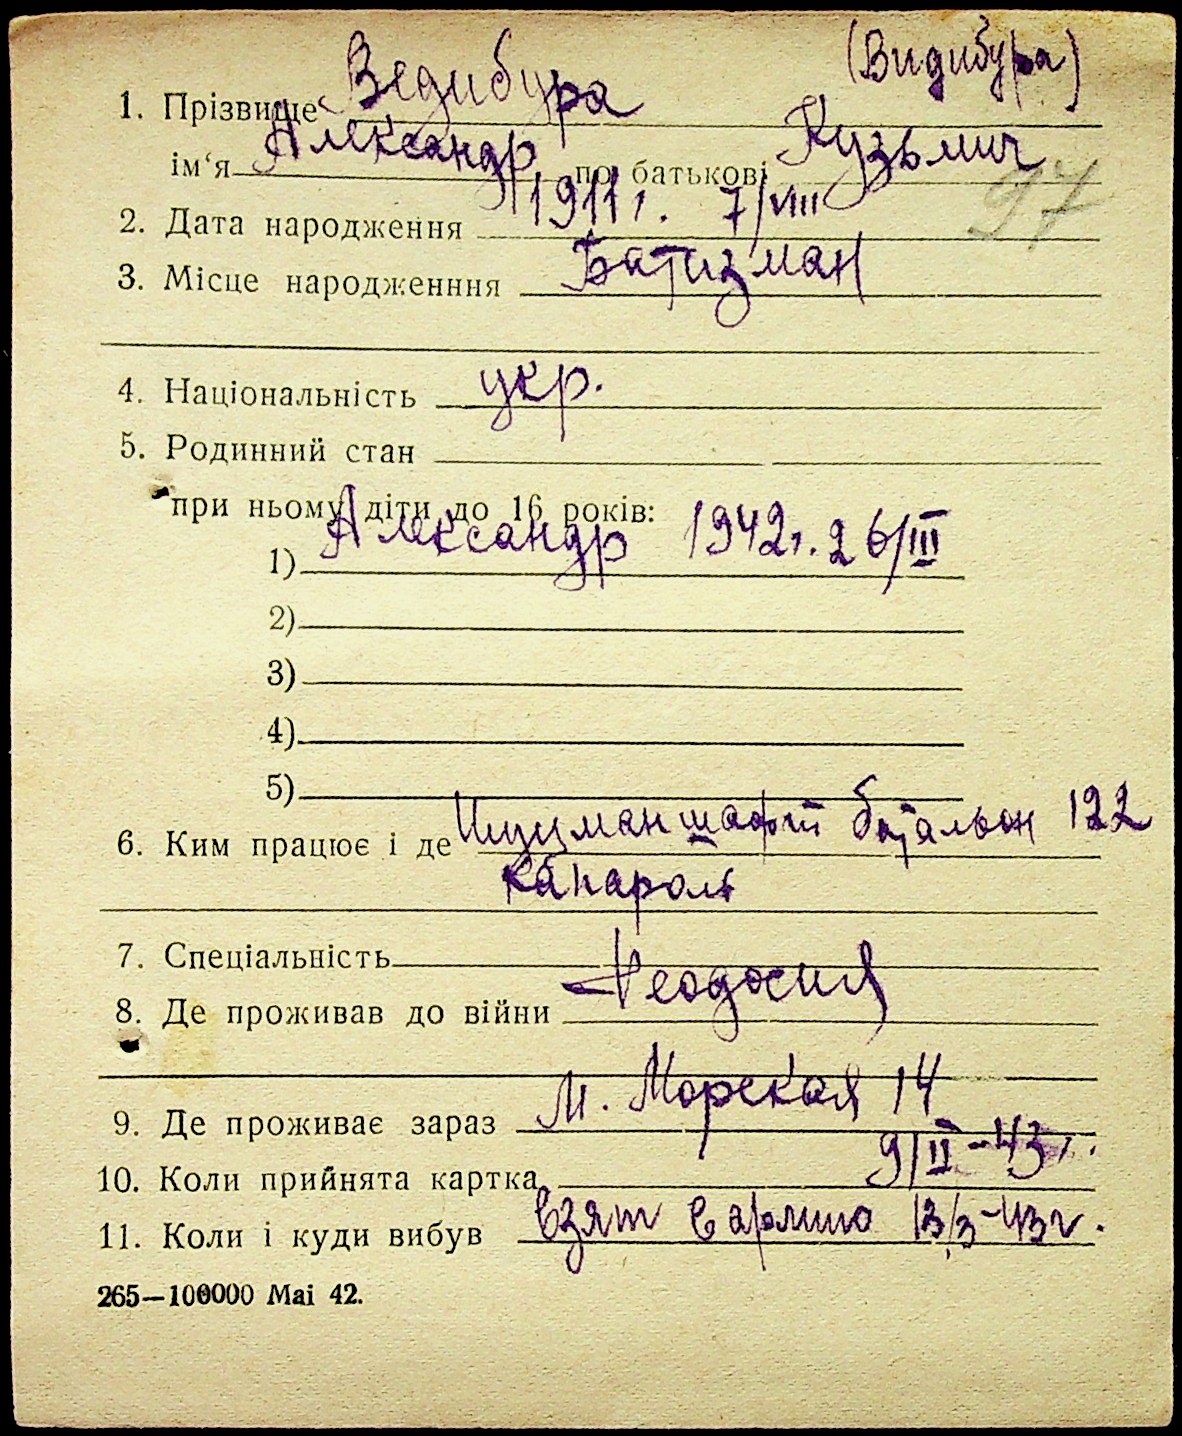 (Видибура)
1. Прізвище Ведибура
ім‘я Александр по батькові Кузьмич
97
2. Дата народження 1911 г. 7/VIII
3. Місце народженння Батизман
4. Національність укр.
5. Родинний стан
при ньому діти до 16 років:
1) Александр 1942 г. 26/III
2)
3)
4)
5)
6. Ким працює і де Шуцманшафт батальон 122
капароль
7. Спеціальність
8. Де проживав до війни Феодосия
9. Де проживає зараз М. Морская 14
10. Коли прийнята картка 9/II-43 г.
11. Коли і куди вибув взят в армию 13/3-43 г.
265—100000 Mai 42.